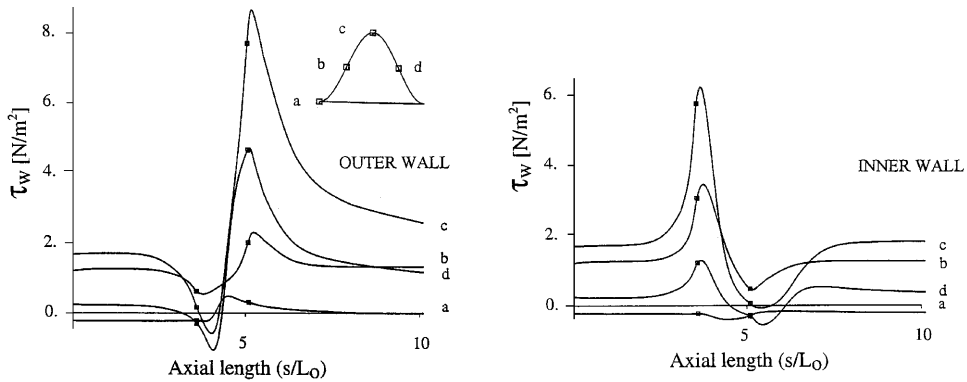 8.
6.
4.
2.
0.
τw [N/m²]
5
10
Axial length (s/Lo)
OUTER WALL
a
b
c
d
c
b
d
a
6.
4.
2.
0.
τw [N/m²]
5
10
Axial length (s/Lo)
INNER WALL
c
b
d
a